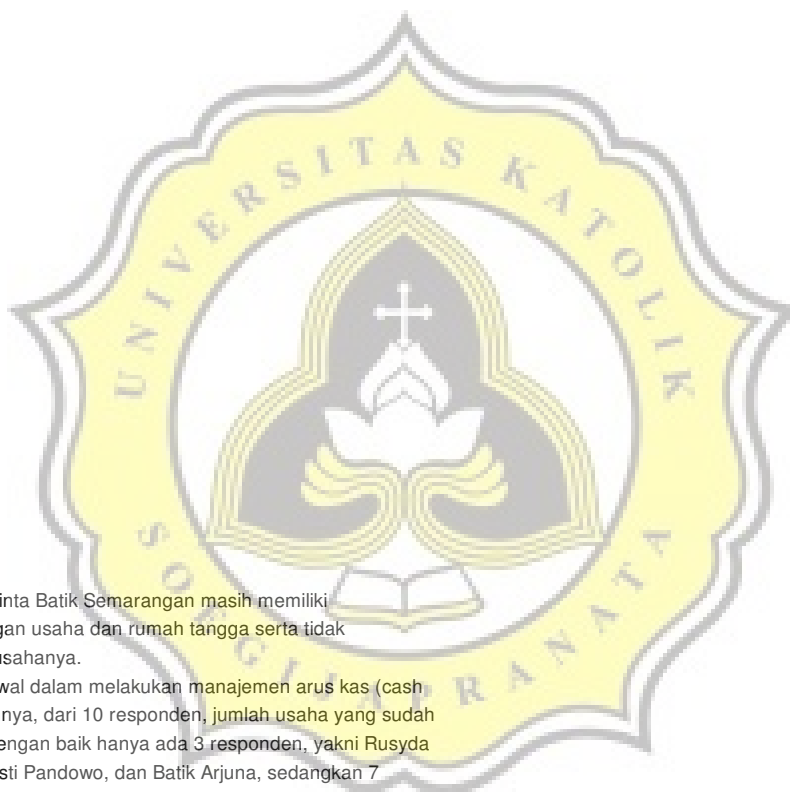 UNIVERSITAS KATOLIK
SOEGIJAPRANATA
inta Batik Semarangan masih memiliki
gan usaha dan rumah tangga serta tidak
usahanya.
wal dalam melakukan manajemen arus kas (cash
nya, dari 10 responden, jumlah usaha yang sudah
engan baik hanya ada 3 responden, yakni Rusyda
sti Pandowo, dan Batik Arjuna, sedangkan 7